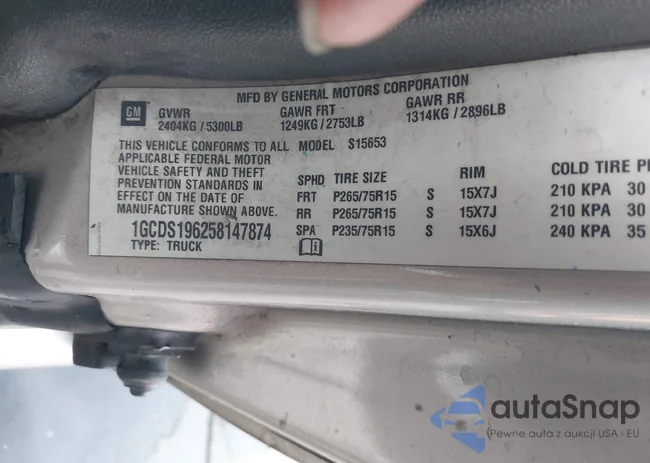 MFD BY GENERAL MOTORS CORPORATION
GM GVWR GAWR FRT GAWR RR
2404KG / 5300LB 1249KG / 2753LB 1314KG / 2896LB
THIS VEHICLE CONFORMS TO ALL MODEL S15653
APPLICABLE FEDERAL MOTOR
VEHICLE SAFETY AND THEFT
PREVENTION STANDARDS IN
EFFECT ON THE DATE OF
MANUFACTURE SHOWN ABOVE.
1GCDS196258147874
TYPE: TRUCK
SPHD TIRE SIZE RIM COLD TIRE
FRT P265/75R15 S 15X7J 210 KPA 30
RR P265/75R15 S 15X7J 210 KPA 30
SPA P235/75R15 S 15X6J 240 KPA 35
autaSnap
(Pewne auta z aukcji USA i EU